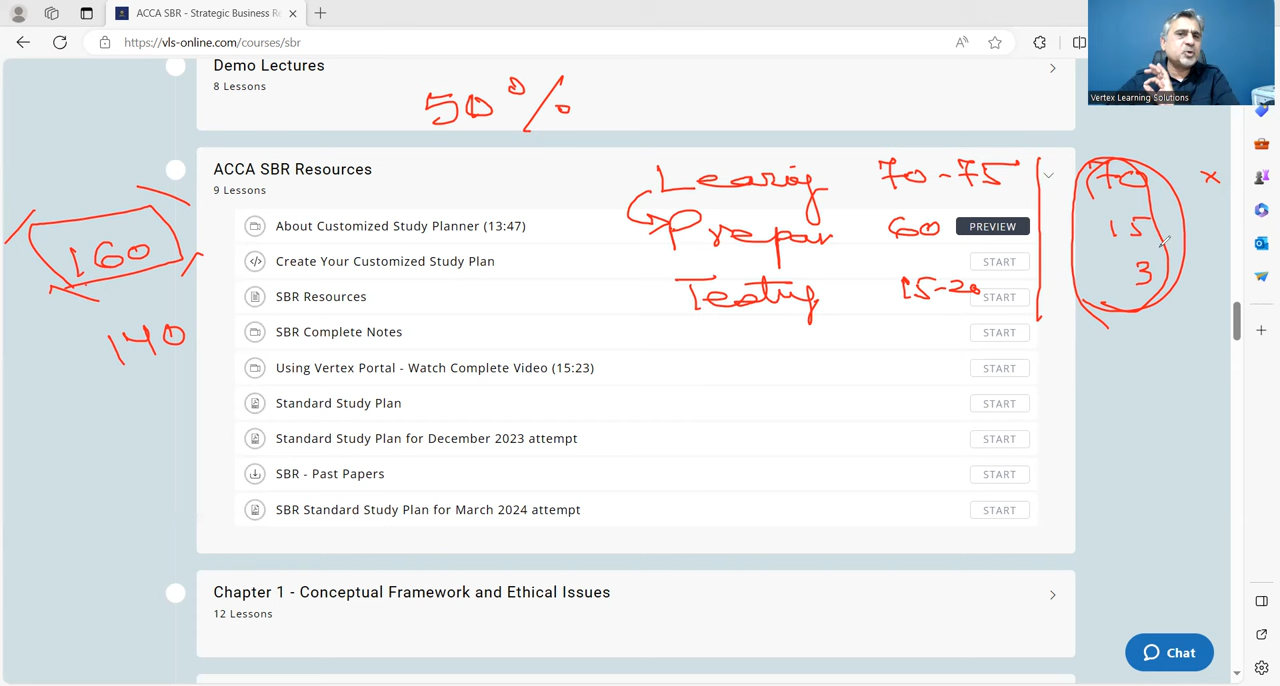 ACCA SBR - Strategic Business Re
https://vls-online.com/courses/sbr
Vertex Learning Solutions
Demo Lectures
8 Lessons
50%
ACCA SBR Resources
9 Lessons
Learing 70-75
70 x
About Customized Study Planner (13:47)
PREVIEW
Prepar 60
15
160
Create Your Customized Study Plan
START
3
SBR Resources
START
Testing 15-20
SBR Complete Notes
START
140
Using Vertex Portal - Watch Complete Video (15:23)
START
Standard Study Plan
START
Standard Study Plan for December 2023 attempt
START
SBR - Past Papers
START
SBR Standard Study Plan for March 2024 attempt
START
Chapter 1 - Conceptual Framework and Ethical Issues
12 Lessons
Chat